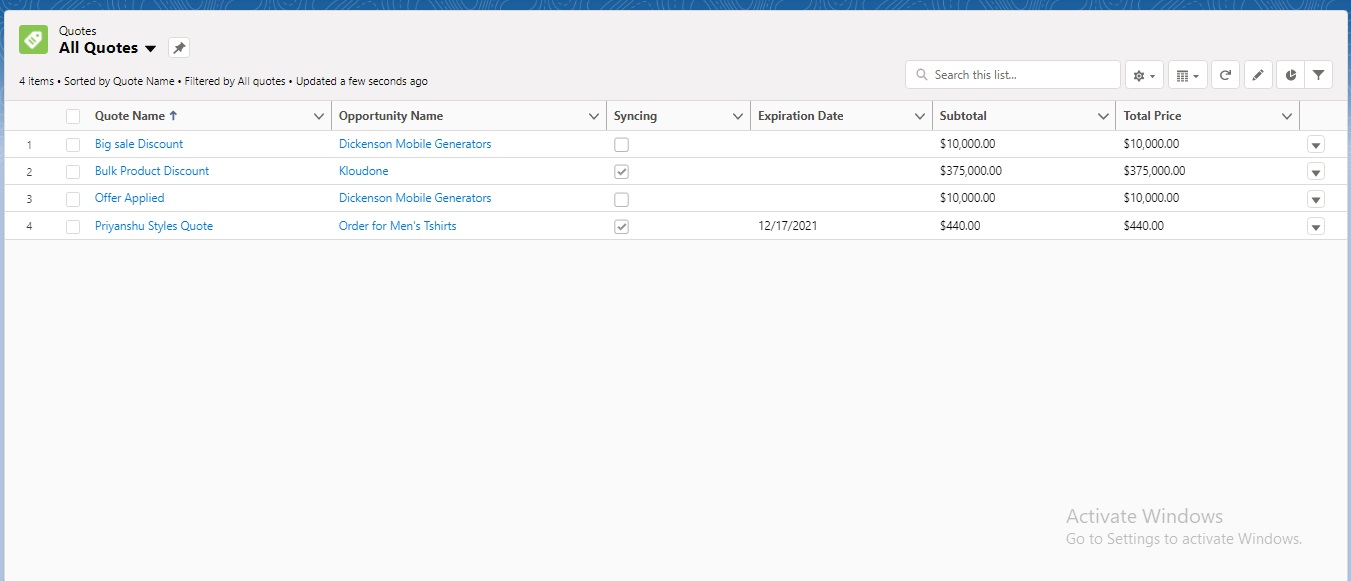 Quotes
All Quotes
4 items • Sorted by Quote Name • Filtered by All quotes • Updated a few seconds ago
Search this list...
Quote Name ↑ Opportunity Name Syncing Expiration Date Subtotal Total Price
1 Big sale Discount Dickenson Mobile Generators $10,000.00 $10,000.00
2 Bulk Product Discount Kloudone $375,000.00 $375,000.00
3 Offer Applied Dickenson Mobile Generators $10,000.00 $10,000.00
4 Priyanshu Styles Quote Order for Men's Tshirts 12/17/2021 $440.00 $440.00
Activate Windows
Go to Settings to activate Windows.